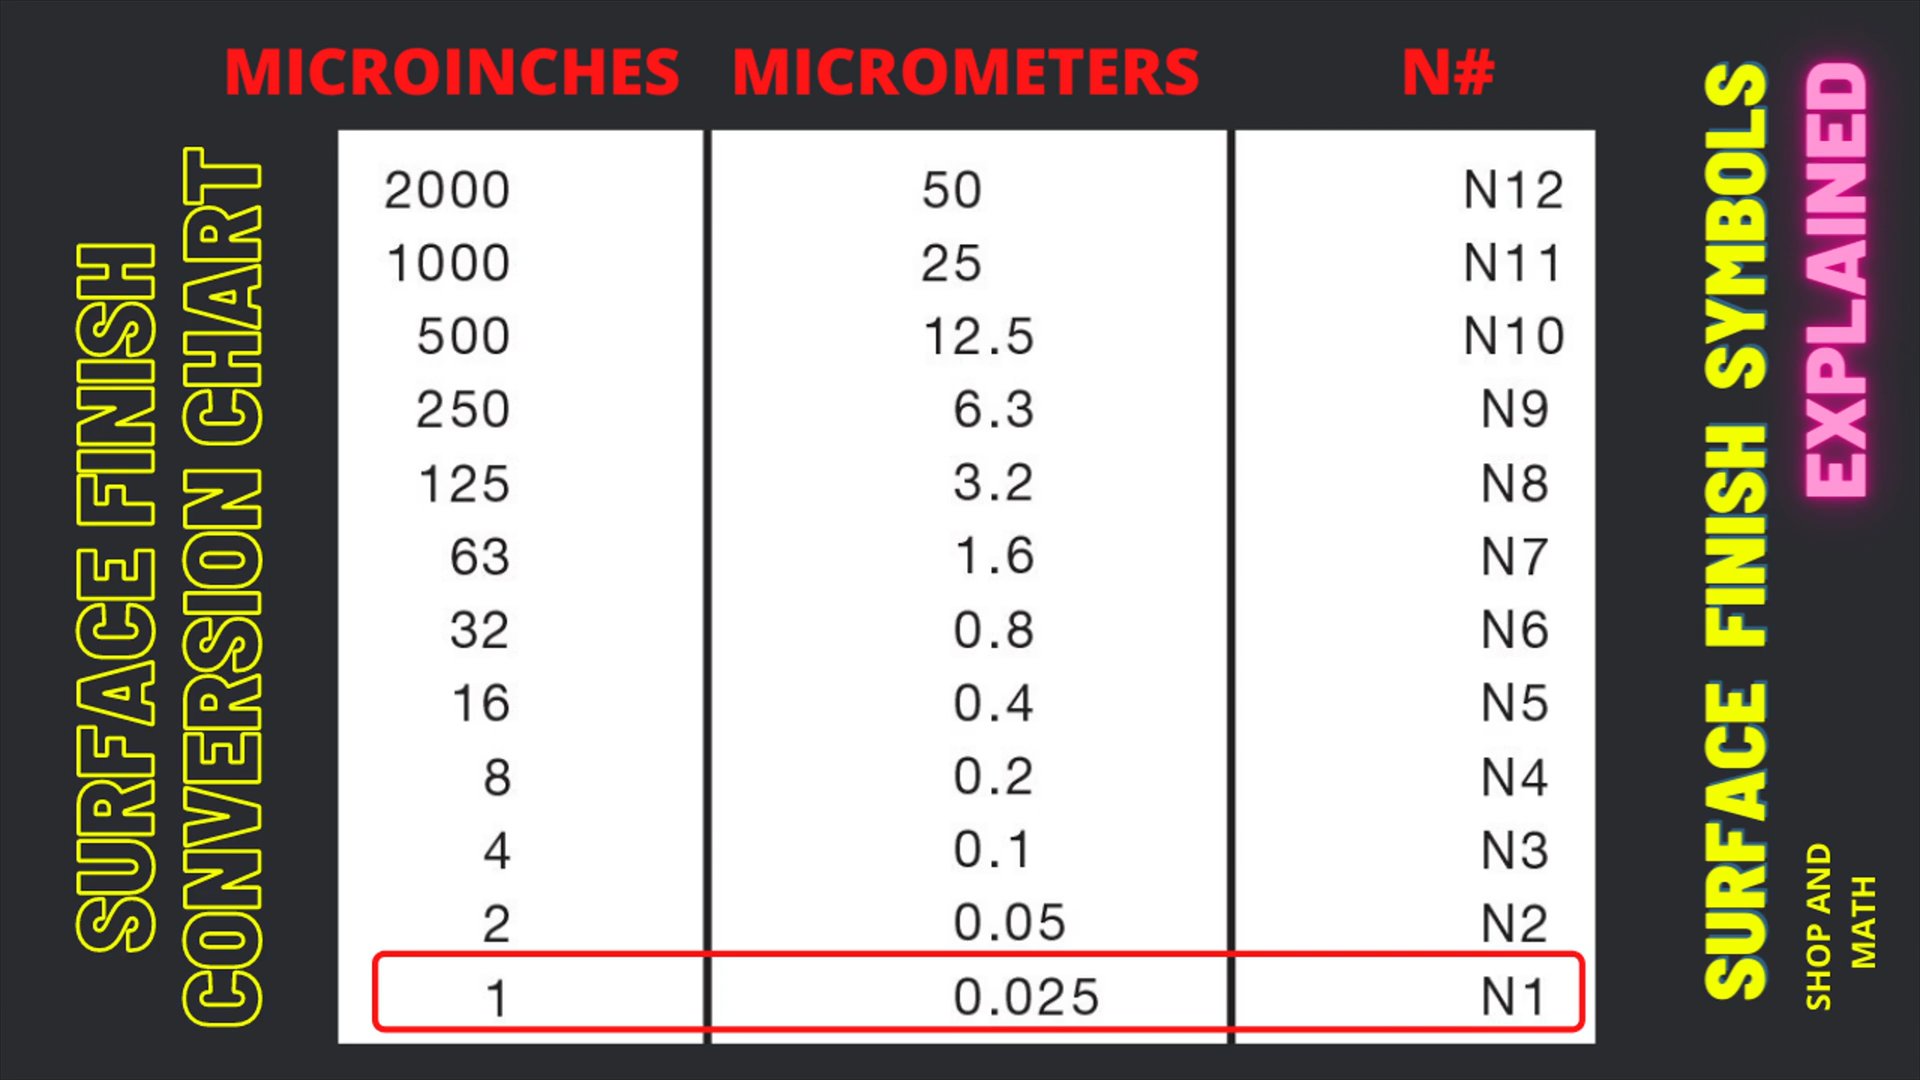 SURFACE FINISH
CONVERSION CHART
MICROINCHES MICROMETERS N#
2000 50 N12
1000 25 N11
500 12.5 N10
250 6.3 N9
125 3.2 N8
63 1.6 N7
32 0.8 N6
16 0.4 N5
8 0.2 N4
4 0.1 N3
2 0.05 N2
1 0.025 N1
SURFACE FINISH SYMBOLS
EXPLAINED
SHOP AND
MATH